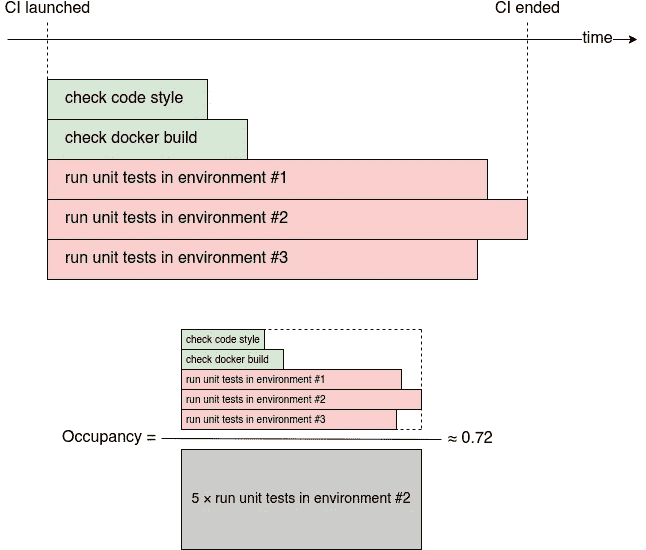 CI launched
CI ended
time
check code style
check docker build
run unit tests in environment #1
run unit tests in environment #2
run unit tests in environment #3
check code style
check docker build
run unit tests in environment #1
run unit tests in environment #2
run unit tests in environment #3
Occupancy =
≈ 0.72
5 × run unit tests in environment #2